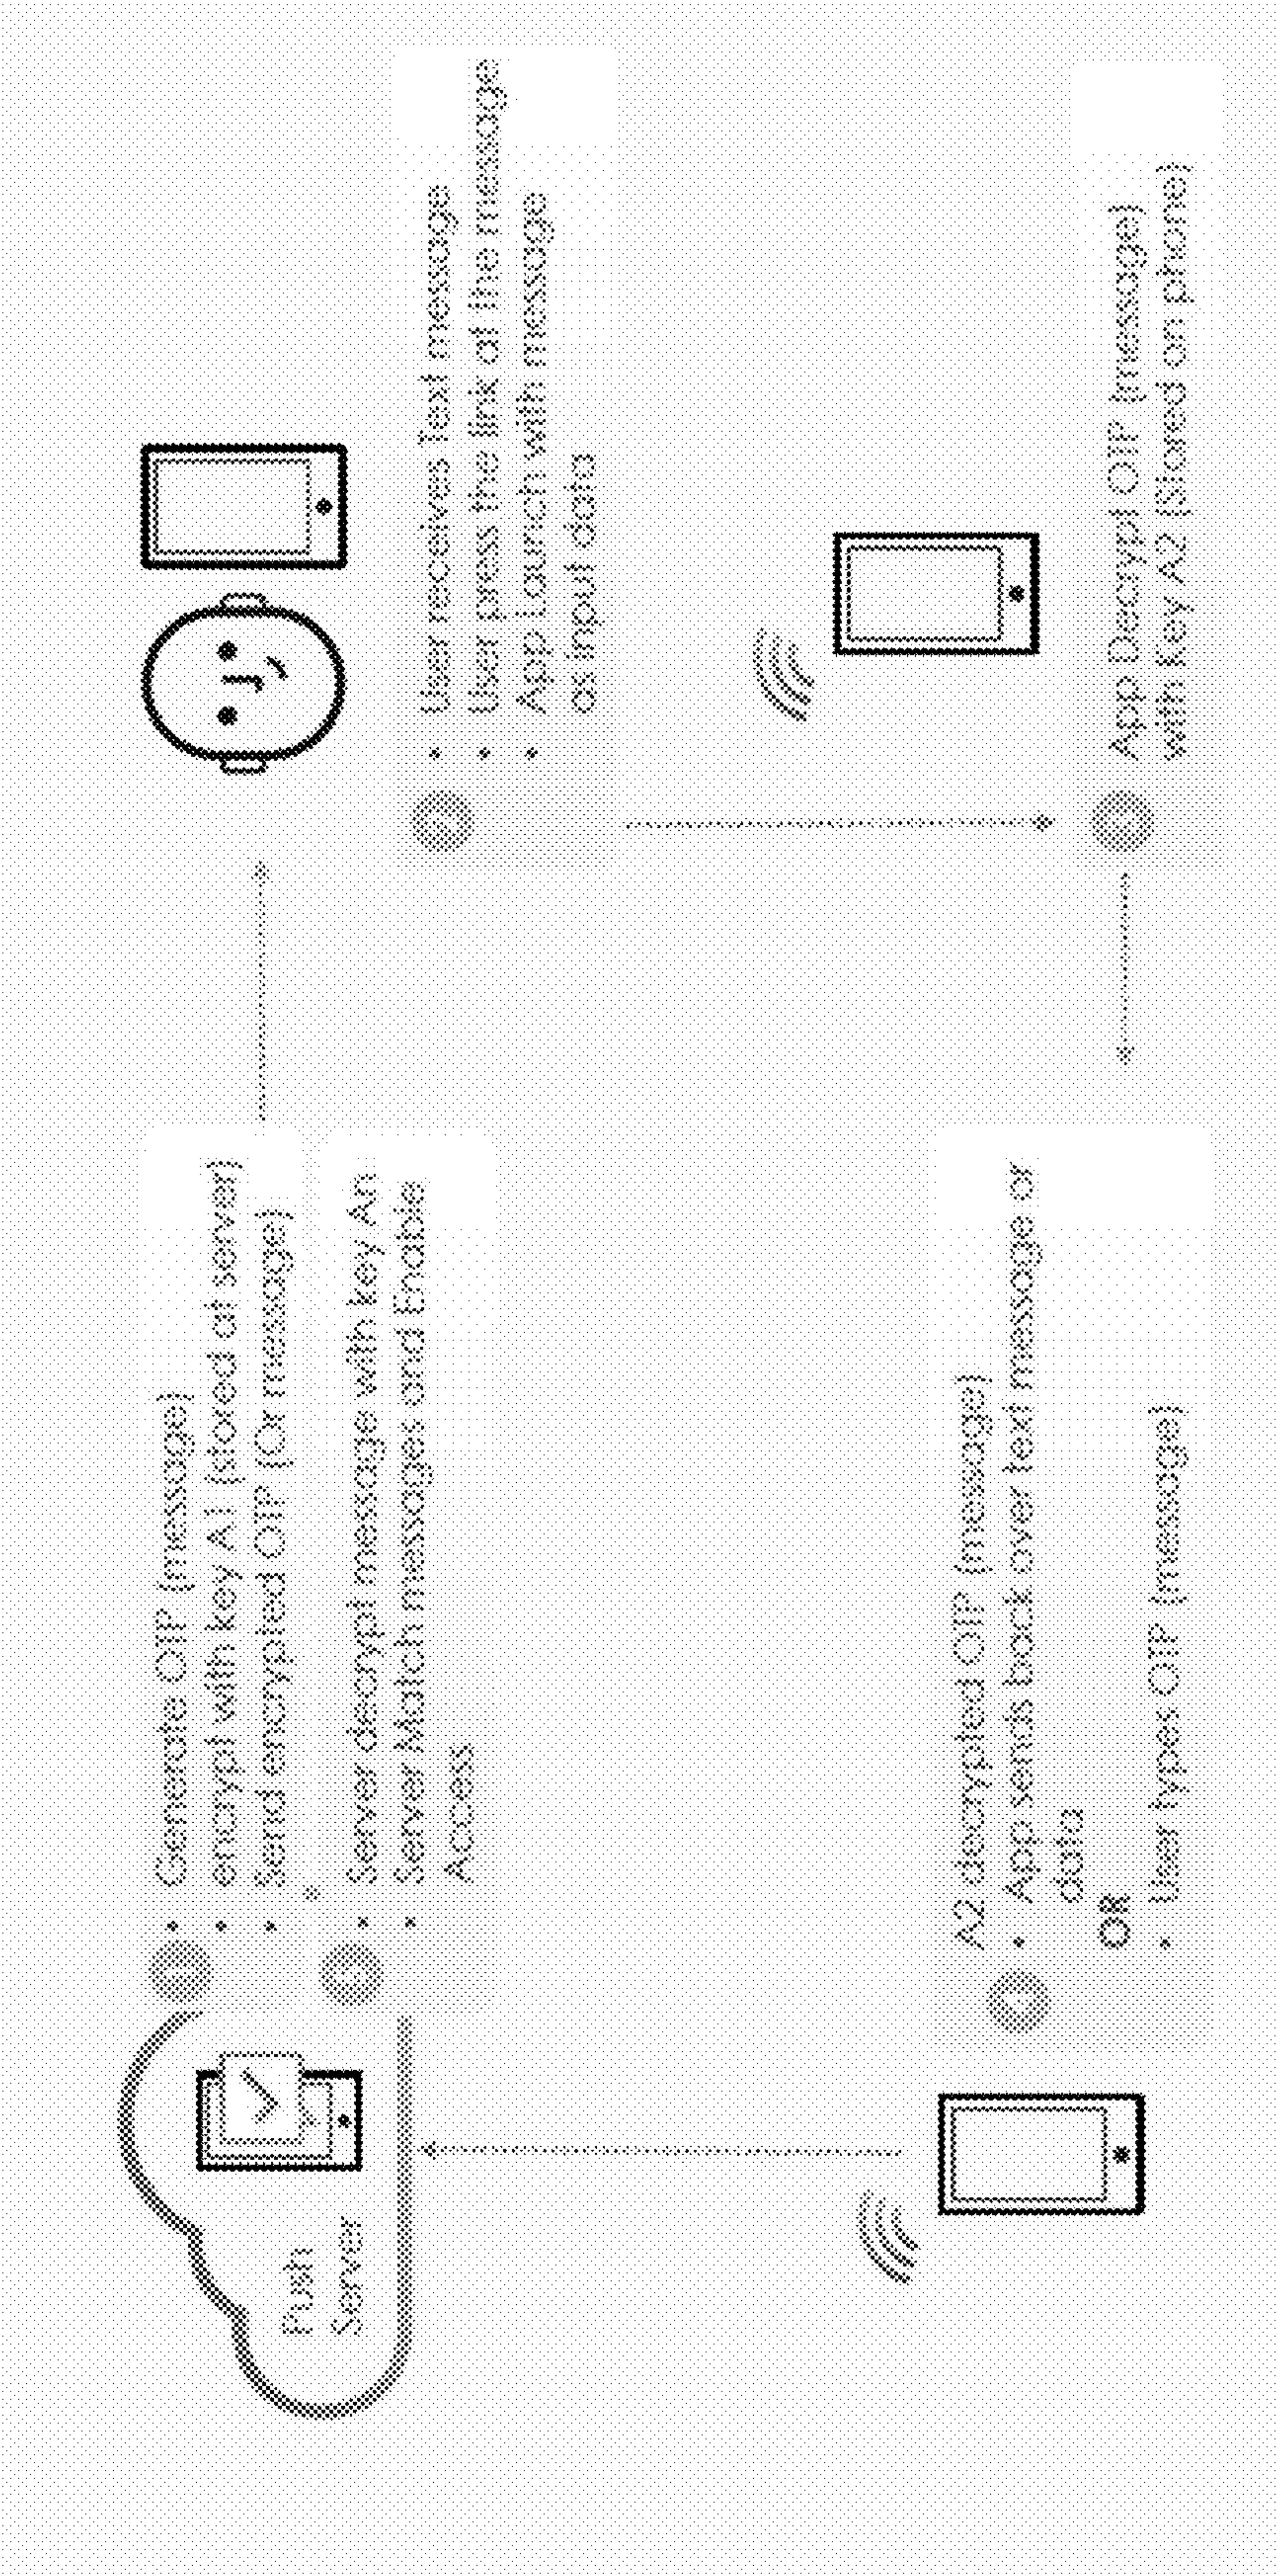 Push
Server
Generate OTP (message)
encrypt with key A1 (stored at server)
Send encrypted OTP (Or message)
Server decrypt message with key An
Server Match messages and Enable
Access
User receives Text message
User press the link at the message
App Launch with message
as input data
App Decrypt OTP (message)
with Key A2 (Stored on phone)
A2 decrypted OTP (message)
App sends back over text message or
data
OR
User types OTP (message)